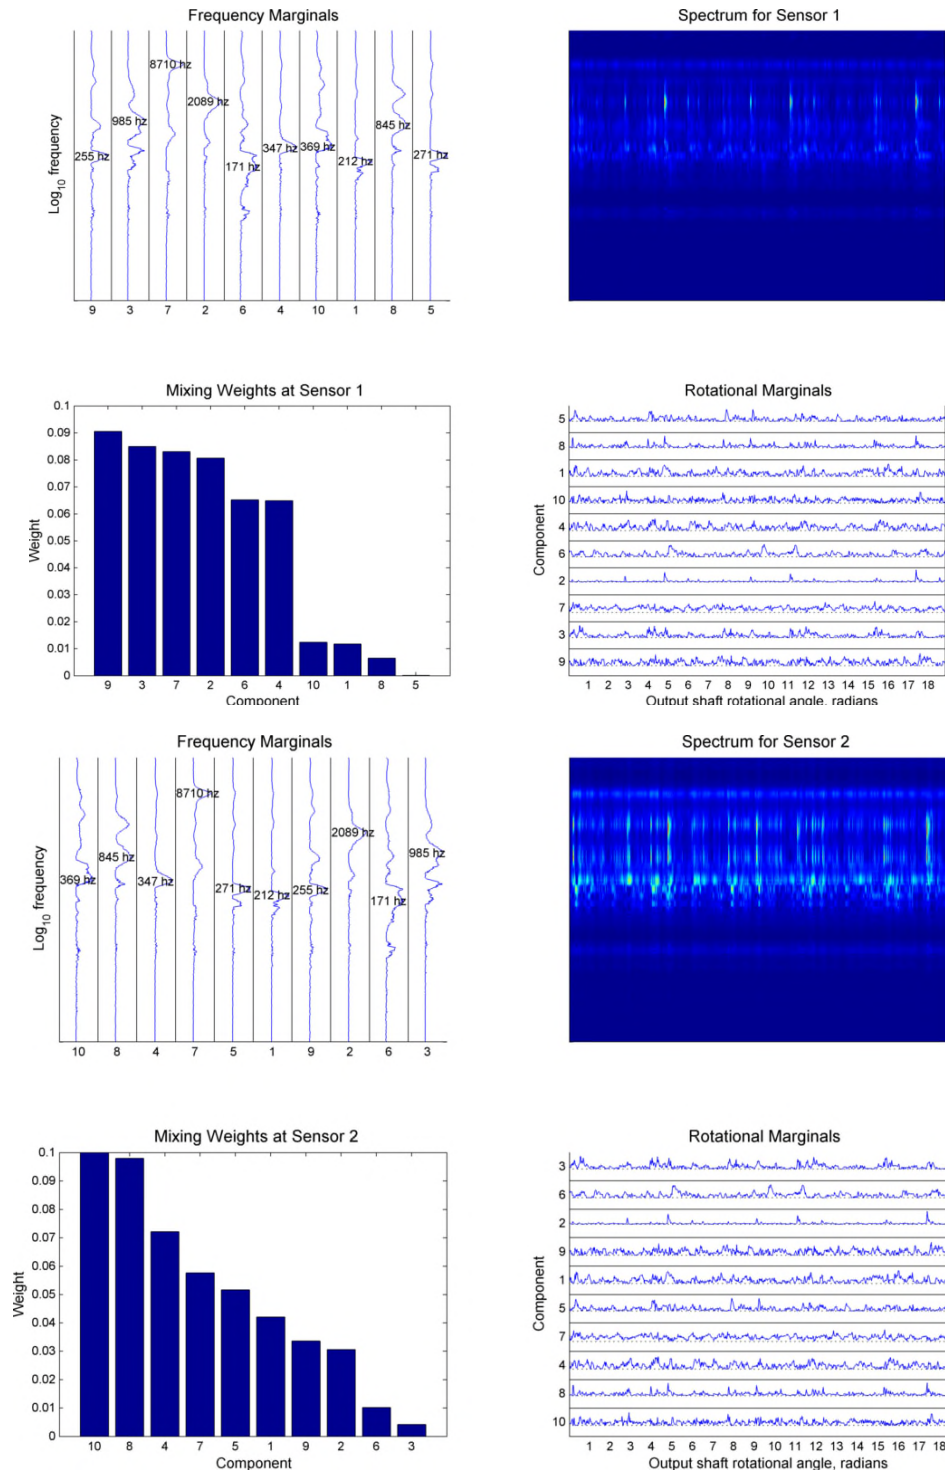 Frequency Marginals
Log10 frequency
255 hz
985 hz
8710 hz
2089 hz
171 hz
347 hz
369 hz
212 hz
845 hz
271 hz
9 3 7 2 6 4 10 1 8 5
Spectrum for Sensor 1
Mixing Weights at Sensor 1
Weight
0.1
0.09
0.08
0.07
0.06
0.05
0.04
0.03
0.02
0.01
0
9 3 7 2 6 4 10 1 8 5
Component
Rotational Marginals
Component
5
8
1
10
4
6
2
7
3
9
1 2 3 4 5 6 7 8 9 10 11 12 13 14 15 16 17 18
Output shaft rotational angle, radians
Frequency Marginals
Log10 frequency
369 hz
845 hz
347 hz
8710 hz
271 hz
212 hz
255 hz
2089 hz
171 hz
985 hz
10 8 4 7 5 1 9 2 6 3
Spectrum for Sensor 2
Mixing Weights at Sensor 2
Weight
0.1
0.09
0.08
0.07
0.06
0.05
0.04
0.03
0.02
0.01
0
10 8 4 7 5 1 9 2 6 3
Component
Rotational Marginals
Component
3
6
2
9
1
5
7
4
8
10
1 2 3 4 5 6 7 8 9 10 11 12 13 14 15 16 17 18
Output shaft rotational angle, radians